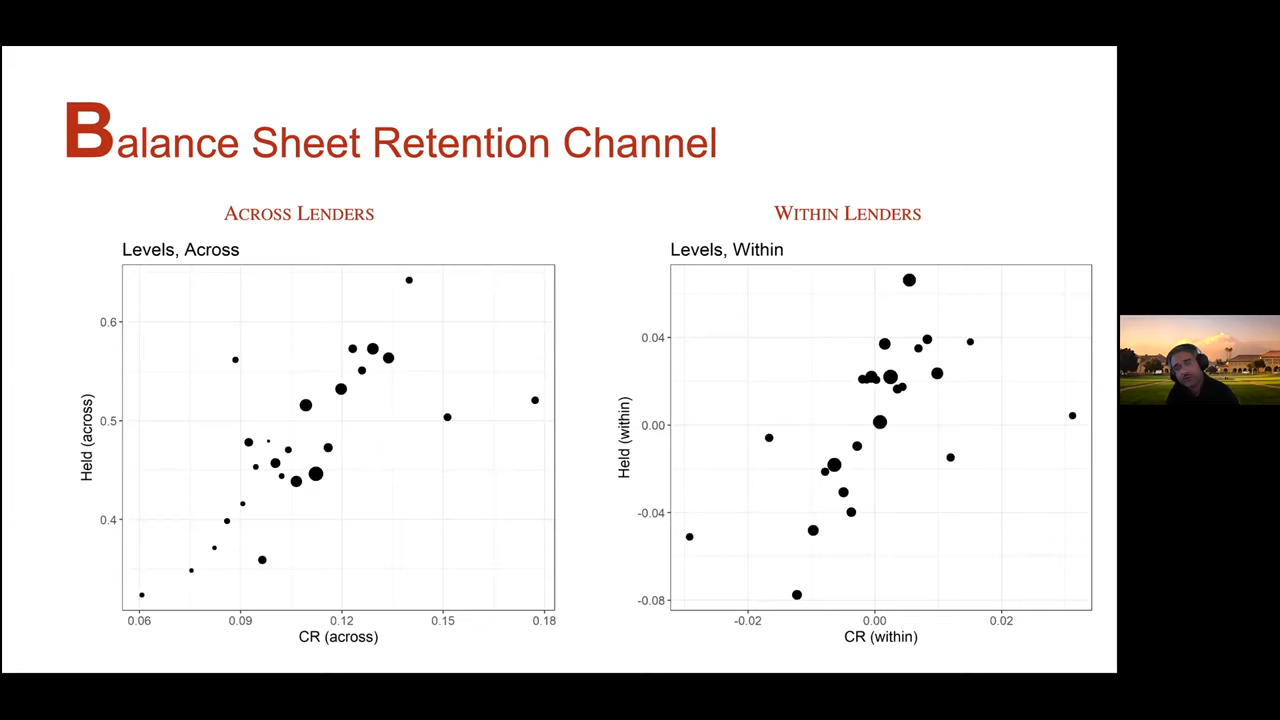 Balance Sheet Retention Channel
ACROSS LENDERS
WITHIN LENDERS
Levels, Across
Held (across)
0.6
0.5
0.4
0.06 0.09 0.12 0.15 0.18
CR (across)
Levels, Within
Held (within)
0.04
0.00
-0.04
-0.08
-0.02 0.00 0.02
CR (within)